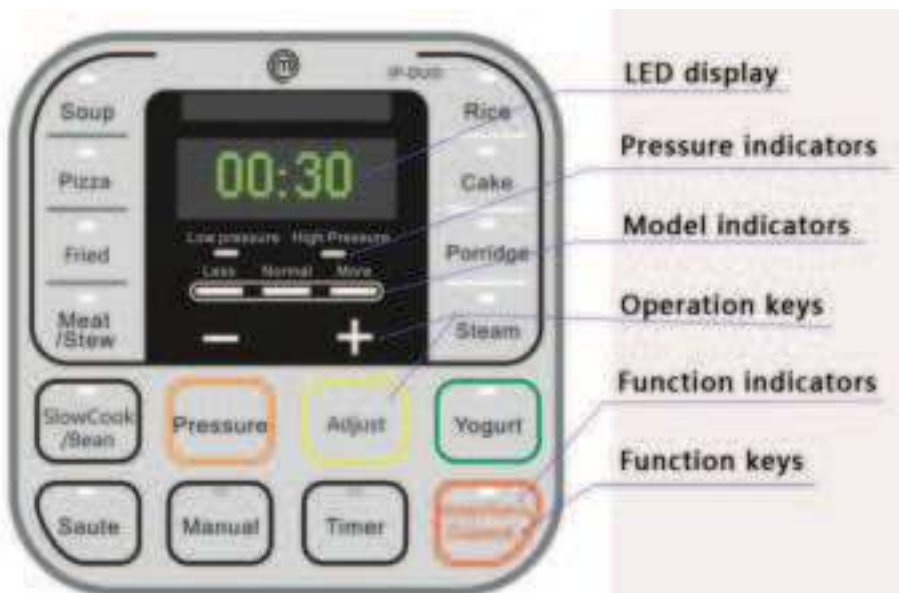 IP-DUO
Soup
Rice
LED display
00:30
Pizza
Cake
Pressure indicators
Low pressure High Pressure
Fried
Less Normal More
Porridge
Model indicators
Meat
/Stew
− +
Steam
Operation keys
SlowCook
/Bean
Pressure
Adjust
Yogurt
Function indicators
Function keys
Saute
Manual
Timer